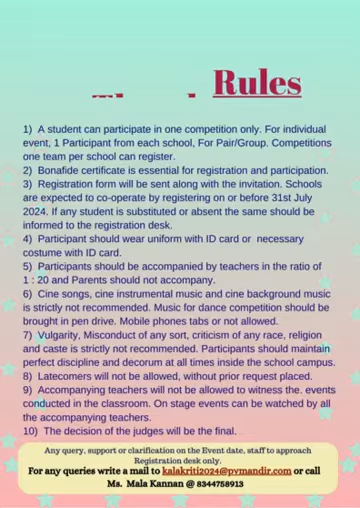 Rules
1) A student can participate in one competition only. For individual
event, 1 Participant from each school, For Pair/Group. Competitions
one team per school can register.
2) Bonafide certificate is essential for registration and participation.
3) Registration form will be sent along with the invitation. Schools
are expected to co-operate by registering on or before 31st July
2024. If any student is substituted or absent the same should be
informed to the registration desk.
4) Participant should wear uniform with ID card or necessary
costume with ID card.
5) Participants should be accompanied by teachers in the ratio of
1 : 20 and Parents should not accompany.
6) Cine songs, cine instrumental music and cine background music
is strictly not recommended. Music for dance competition should be
brought in pen drive. Mobile phones tabs or not allowed.
7) Vulgarity, Misconduct of any sort, criticism of any race, religion
and caste is strictly not recommended. Participants should maintain
perfect discipline and decorum at all times inside the school campus.
8) Latecomers will not be allowed, without prior request placed.
9) Accompanying teachers will not be allowed to witness the. events
conducted in the classroom. On stage events can be watched by all
the accompanying teachers.
10) The decision of the judges will be the final.
Any query, support or clarification on the Event date, staff to approach
Registration desk only.
For any queries write a mail to kalakriti2024@pvmandir.com or call
Ms. Mala Kannan @ 8344758913